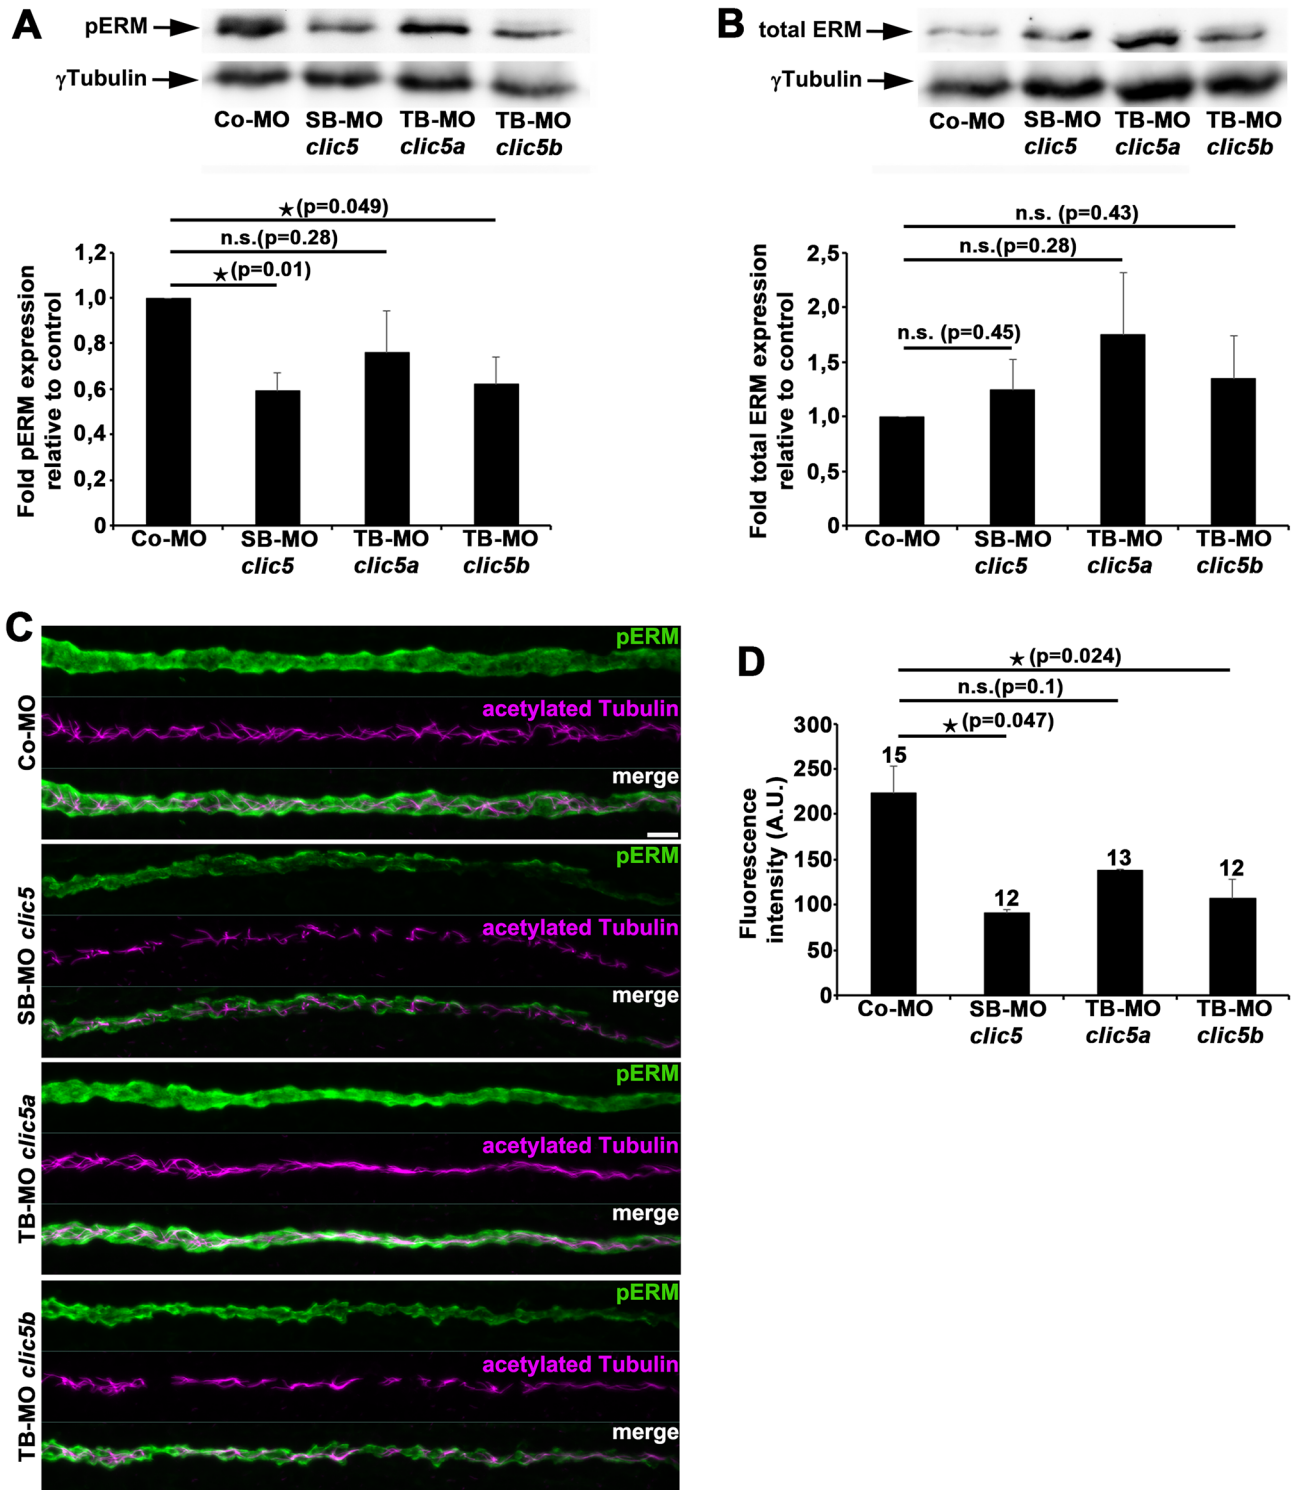 A
pERM
γTubulin
Co-MO SB-MO TB-MO TB-MO
clic5 clic5a clic5b
★(p=0.049)
n.s.(p=0.28)
★(p=0.01)
Fold pERM expression
relative to control
1,2
1,0
0,8
0,6
0,4
0,2
0
Co-MO SB-MO TB-MO TB-MO
clic5 clic5a clic5b
B
total ERM
γTubulin
Co-MO SB-MO TB-MO TB-MO
clic5 clic5a clic5b
n.s. (p=0.43)
n.s.(p=0.28)
n.s. (p=0.45)
Fold total ERM expression
relative to control
2,5
2,0
1,5
1,0
0,5
0
Co-MO SB-MO TB-MO TB-MO
clic5 clic5a clic5b
C
Co-MO
pERM
acetylated Tubulin
merge
SB-MO clic5
pERM
acetylated Tubulin
merge
TB-MO clic5a
pERM
acetylated Tubulin
merge
TB-MO clic5b
pERM
acetylated Tubulin
merge
D
★(p=0.024)
n.s.(p=0.1)
★(p=0.047)
Fluorescence
intensity (A.U.)
300
250
200
150
100
50
0
15
12
13
12
Co-MO SB-MO TB-MO TB-MO
clic5 clic5a clic5b